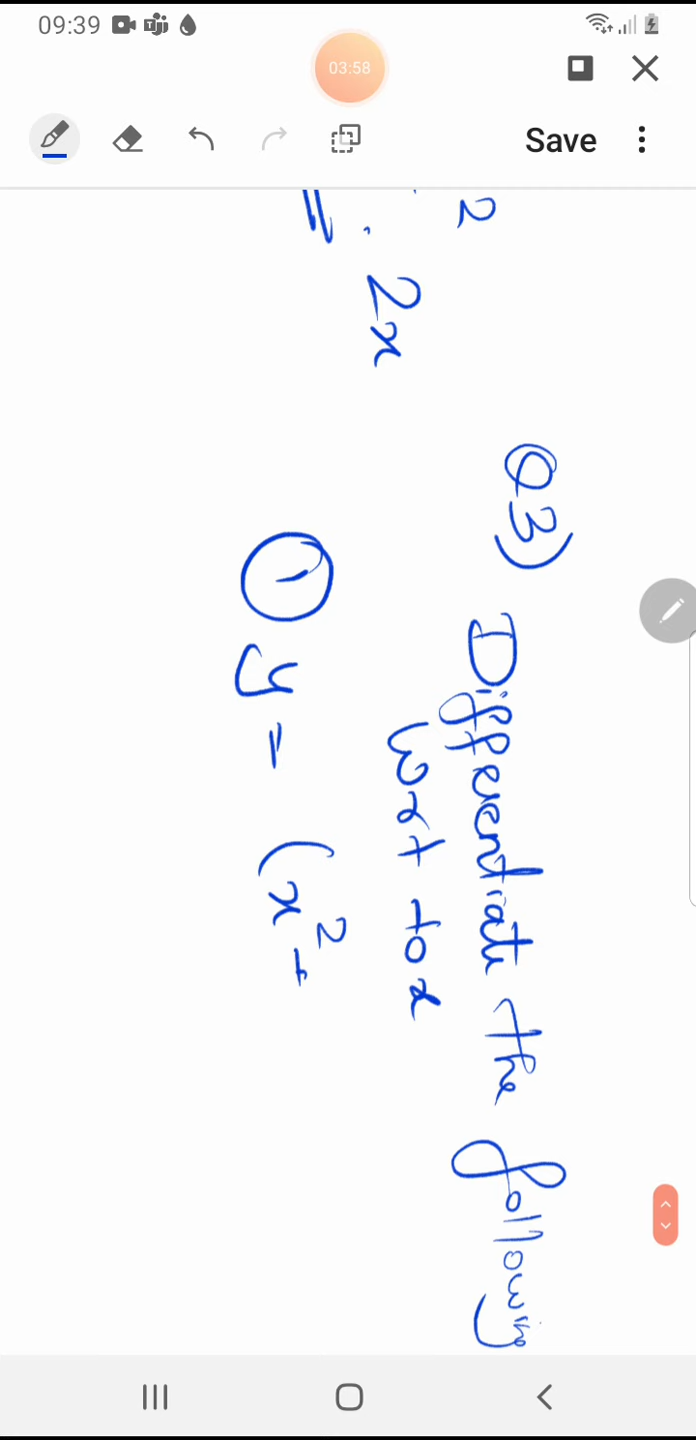 09:39
03:58
Save
2
= . 2x
Q3) Differentiate the following
w.r.t to x
① y = (x² -